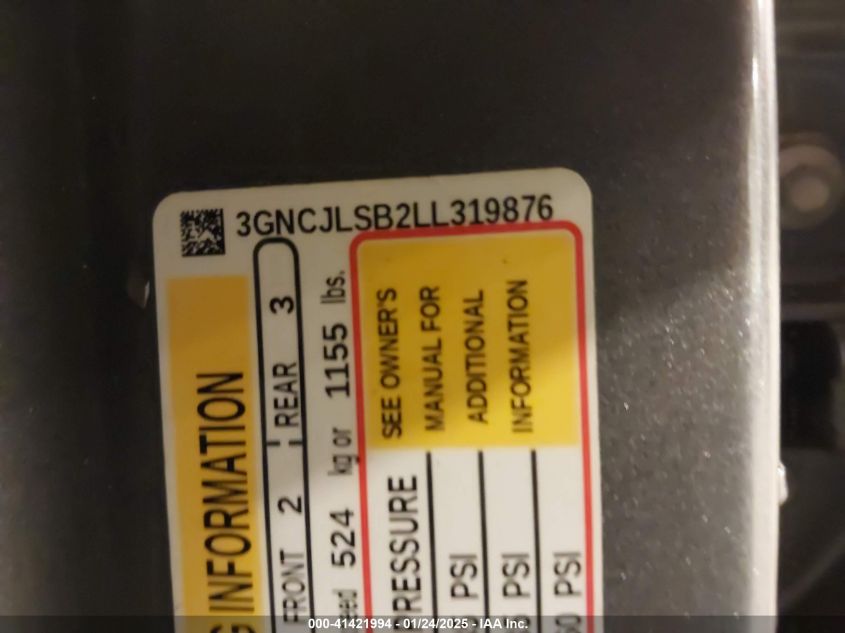 3GNCJLSB2LL319876
INFORMATION
FRONT 2 REAR 3
524 kg or 1155 lbs.
PRESSURE
SEE OWNER'S
MANUAL FOR
ADDITIONAL
INFORMATION
PSI
PSI
PSI
000-41421994 - 01/24/2025 - IAA Inc.